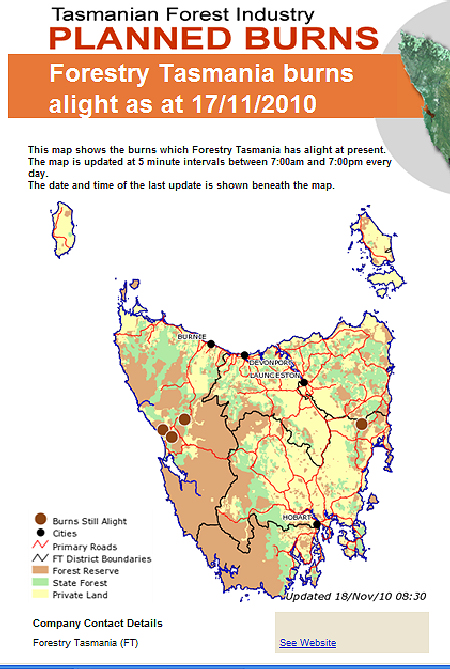 Tasmanian Forest Industry
PLANNED BURNS
Forestry Tasmania burns
alight as at 17/11/2010
This map shows the burns which Forestry Tasmania has alight at present.
The map is updated at 5 minute intervals between 7:00am and 7:00pm every
day.
The date and time of the last update is shown beneath the map.
BURNIE
DEVONPORT
LAUNCESTON
HOBART
Burns Still Alight
Cities
Primary Roads
FT District Boundaries
Forest Reserve
State Forest
Private Land
Updated 18/Nov/10 08:30
Company Contact Details
Forestry Tasmania (FT)
See Website